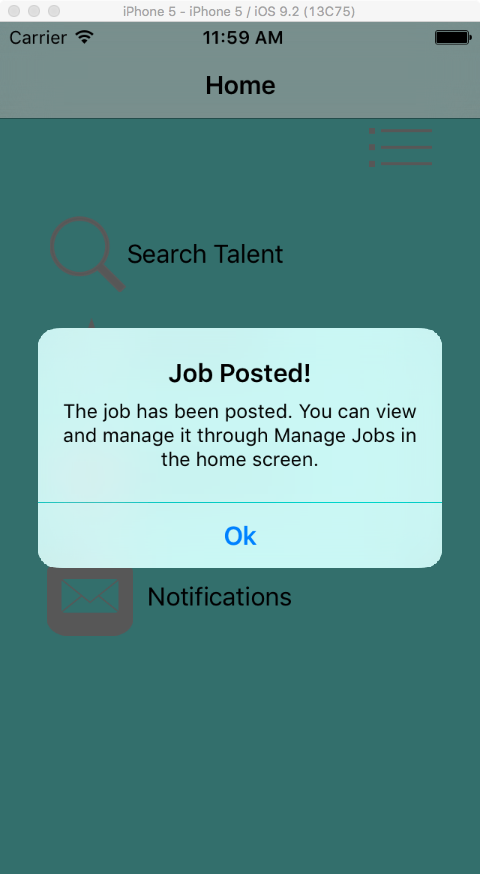 iPhone 5 - iPhone 5 / iOS 9.2 (13C75)
Carrier 11:59 AM
Home
Search Talent
Job Posted!
The job has been posted. You can view
and manage it through Manage Jobs in
the home screen.
Ok
Notifications